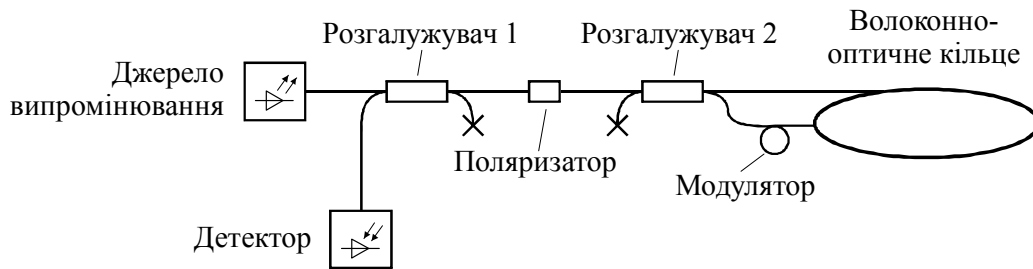 Розгалужувач 1
Розгалужувач 2
Волоконно-
оптичне кільце
Джерело
випромінювання
Поляризатор
Модулятор
Детектор